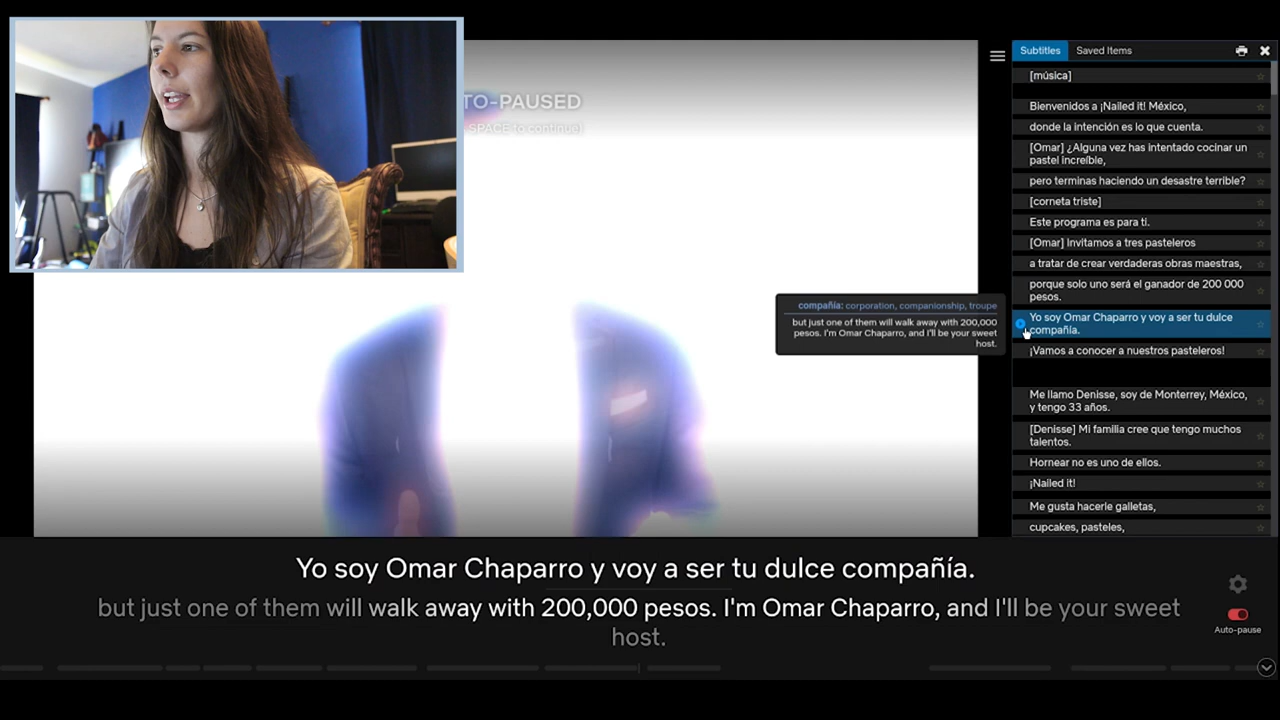 TO-PAUSED
SPACE to continue)
Subtitles
Saved Items
[música]
Bienvenidos a ¡Nailed it! México,
donde la intención es lo que cuenta.
[Omar] ¿Alguna vez has intentado cocinar un
pastel increíble,
pero terminas haciendo un desastre terrible?
[corneta triste]
Este programa es para ti.
[Omar] Invitamos a tres pasteleros
a tratar de crear verdaderas obras maestras,
porque solo uno será el ganador de 200 000
pesos.
Yo soy Omar Chaparro y voy a ser tu dulce
compañía.
¡Vamos a conocer a nuestros pasteleros!
Me llamo Denisse, soy de Monterrey, México,
y tengo 33 años.
[Denisse] Mi familia cree que tengo muchos
talentos.
Hornear no es uno de ellos.
¡Nailed it!
Me gusta hacerle galletas,
cupcakes, pasteles,
compañía: corporation, companionship, troupe
but just one of them will walk away with 200,000
pesos. I'm Omar Chaparro, and I'll be your sweet
host.
Yo soy Omar Chaparro y voy a ser tu dulce compañía.
but just one of them will walk away with 200,000 pesos. I'm Omar Chaparro, and I'll be your sweet
host.
Auto-pause